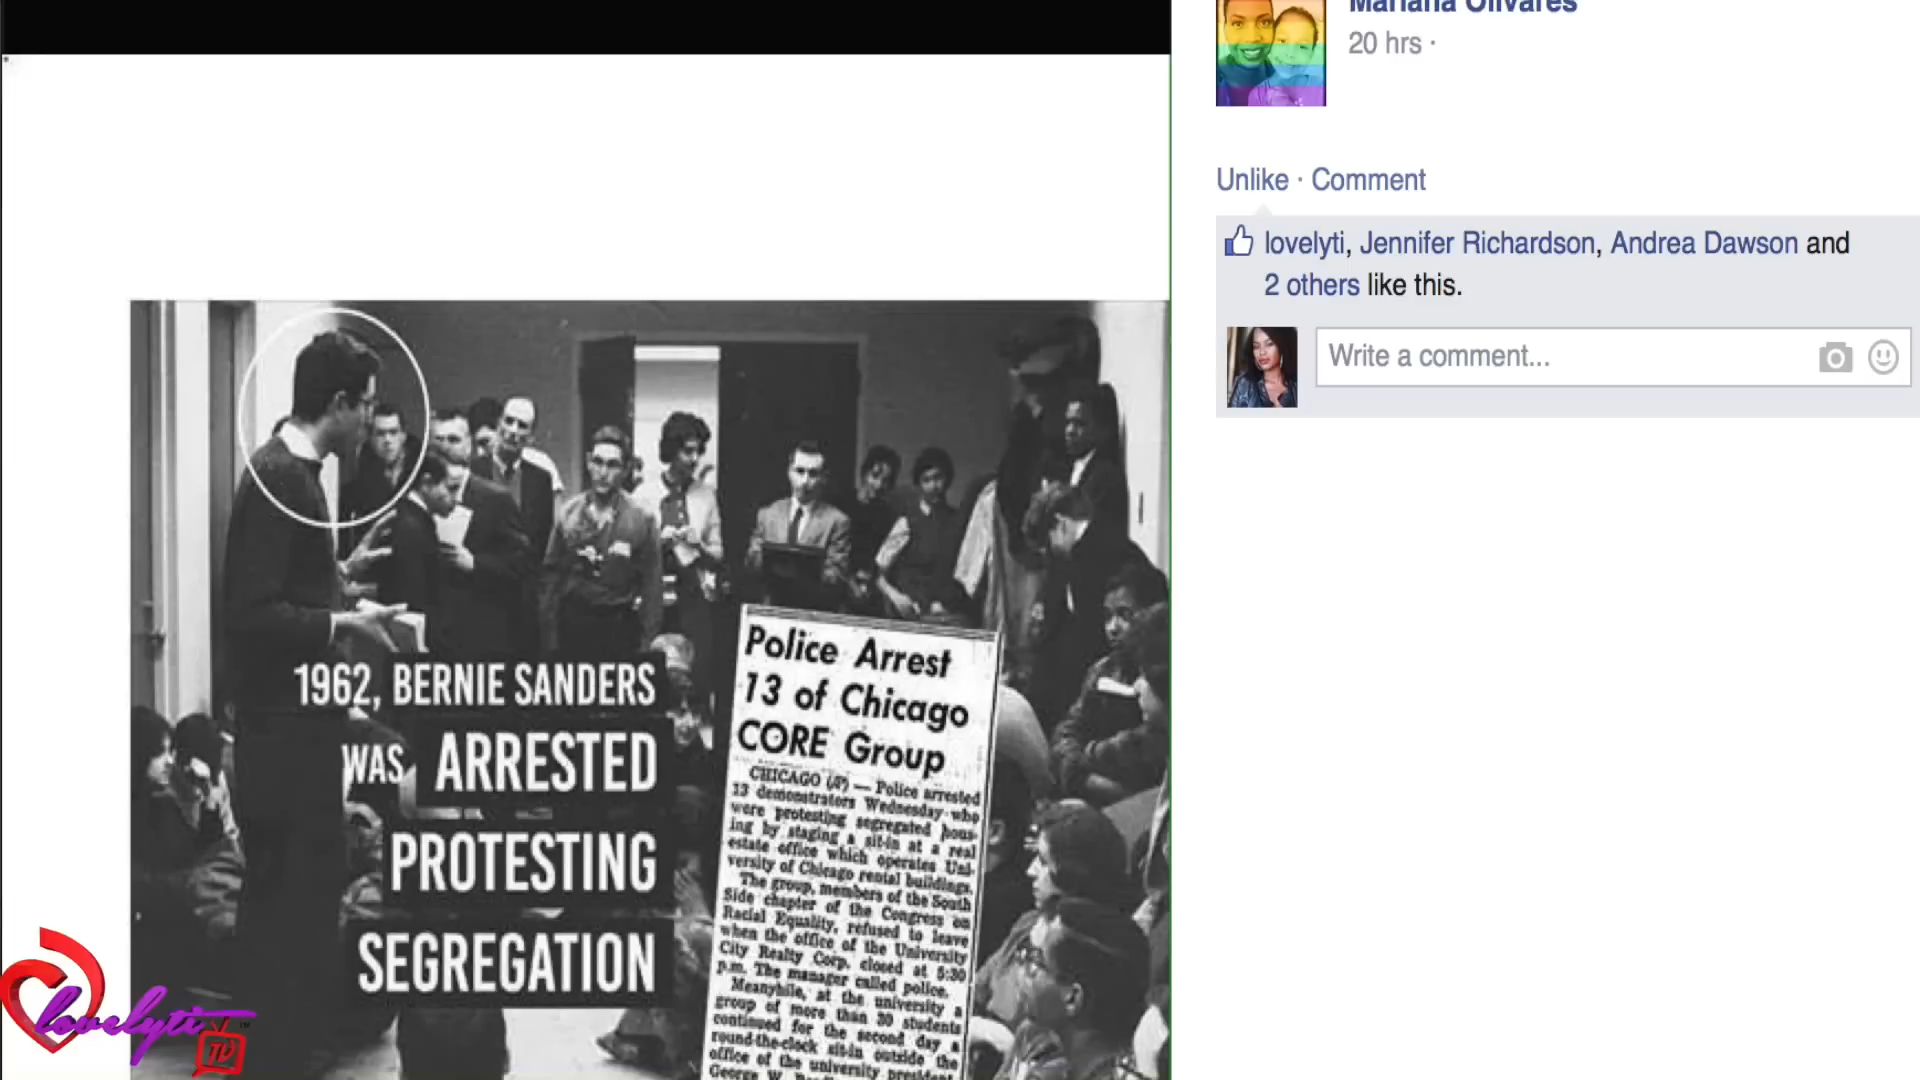 Mariana Olivares
20 hrs ·
Unlike · Comment
lovelyti, Jennifer Richardson, Andrea Dawson and
2 others like this.
Write a comment...
1962, BERNIE SANDERS
WAS ARRESTED
PROTESTING
SEGREGATION
Police Arrest
13 of Chicago
CORE Group
CHICAGO (AP) — Police arrested
13 demonstrators Wednesday who
were protesting segregated hous-
ing by staging a sit-in at a real
estate office which operates Uni-
versity of Chicago rental buildings.
The group, members of the South
Side chapter of the Congress on
Racial Equality, refused to leave
when the office of the University
City Realty Corp. closed at 5:30
p.m. The manager called police.
Meanwhile, at the university a
group of more than 30 students
continued for the second day a
round-the-clock sit-in outside the
office of the university president,
George W.
lovelyti
TV